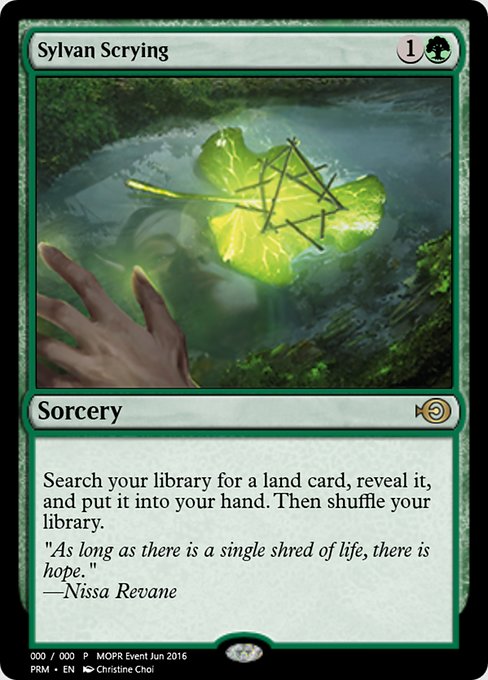 Sylvan Scrying 1
Sorcery
Search your library for a land card, reveal it,
and put it into your hand. Then shuffle your
library.
"As long as there is a single shred of life, there is
hope."
—Nissa Revane
000 / 000 P MOPR Event Jun 2016
PRM • EN Christine Choi